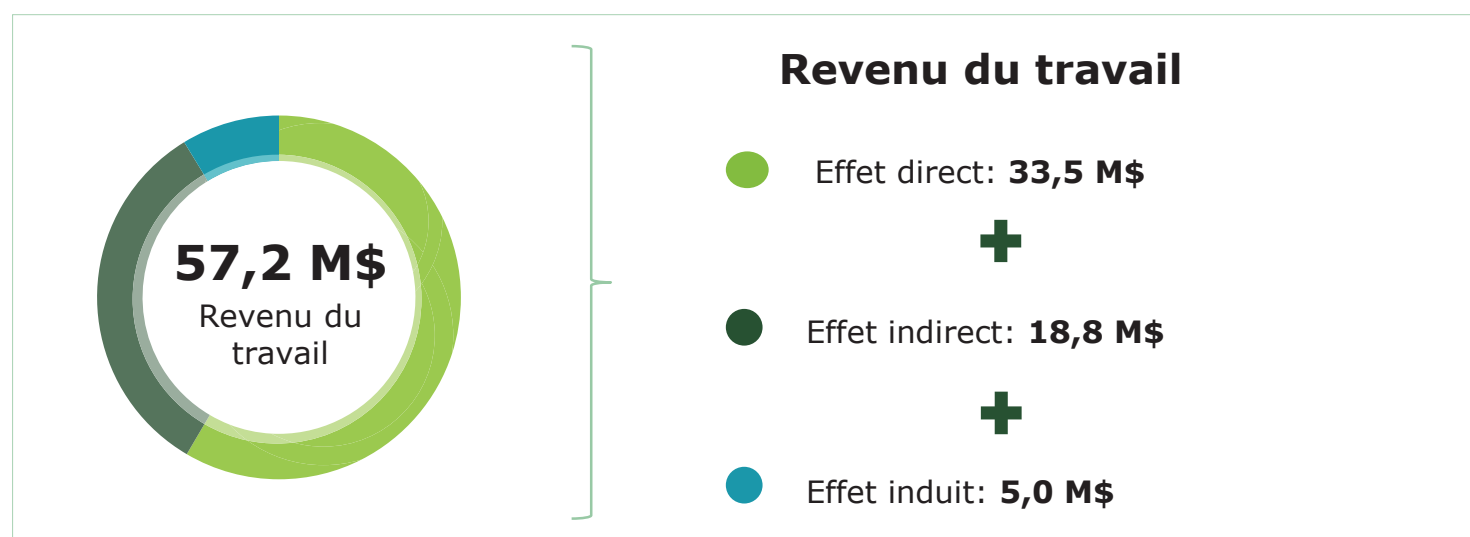 57,2 M$
Revenu du
travail
Revenu du travail
Effet direct: 33,5 M$
Effet indirect: 18,8 M$
Effet induit: 5,0 M$